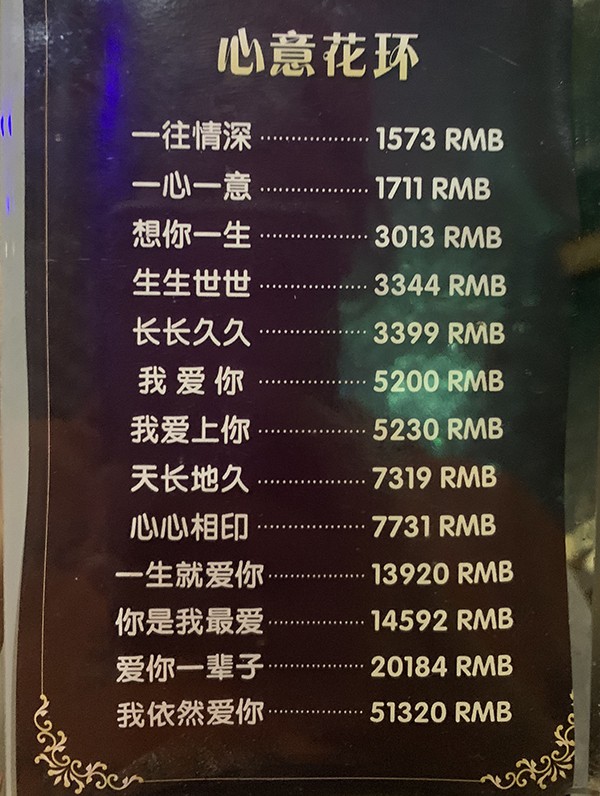 心意花环
一往情深 ⋯⋯⋯⋯⋯⋯ 1573 RMB
一心一意 ⋯⋯⋯⋯⋯⋯ 1711 RMB
想你一生 ⋯⋯⋯⋯⋯⋯ 3013 RMB
生生世世 ⋯⋯⋯⋯⋯⋯ 3344 RMB
长长久久 ⋯⋯⋯⋯⋯⋯ 3399 RMB
我爱你 ⋯⋯⋯⋯⋯⋯ 5200 RMB
我爱上你 ⋯⋯⋯⋯⋯⋯ 5230 RMB
天长地久 ⋯⋯⋯⋯⋯⋯ 7319 RMB
心心相印 ⋯⋯⋯⋯⋯⋯ 7731 RMB
一生就爱你 ⋯⋯⋯⋯⋯⋯ 13920 RMB
你是我最爱 ⋯⋯⋯⋯⋯⋯ 14592 RMB
爱你一辈子 ⋯⋯⋯⋯⋯⋯ 20184 RMB
我依然爱你 ⋯⋯⋯⋯⋯⋯ 51320 RMB